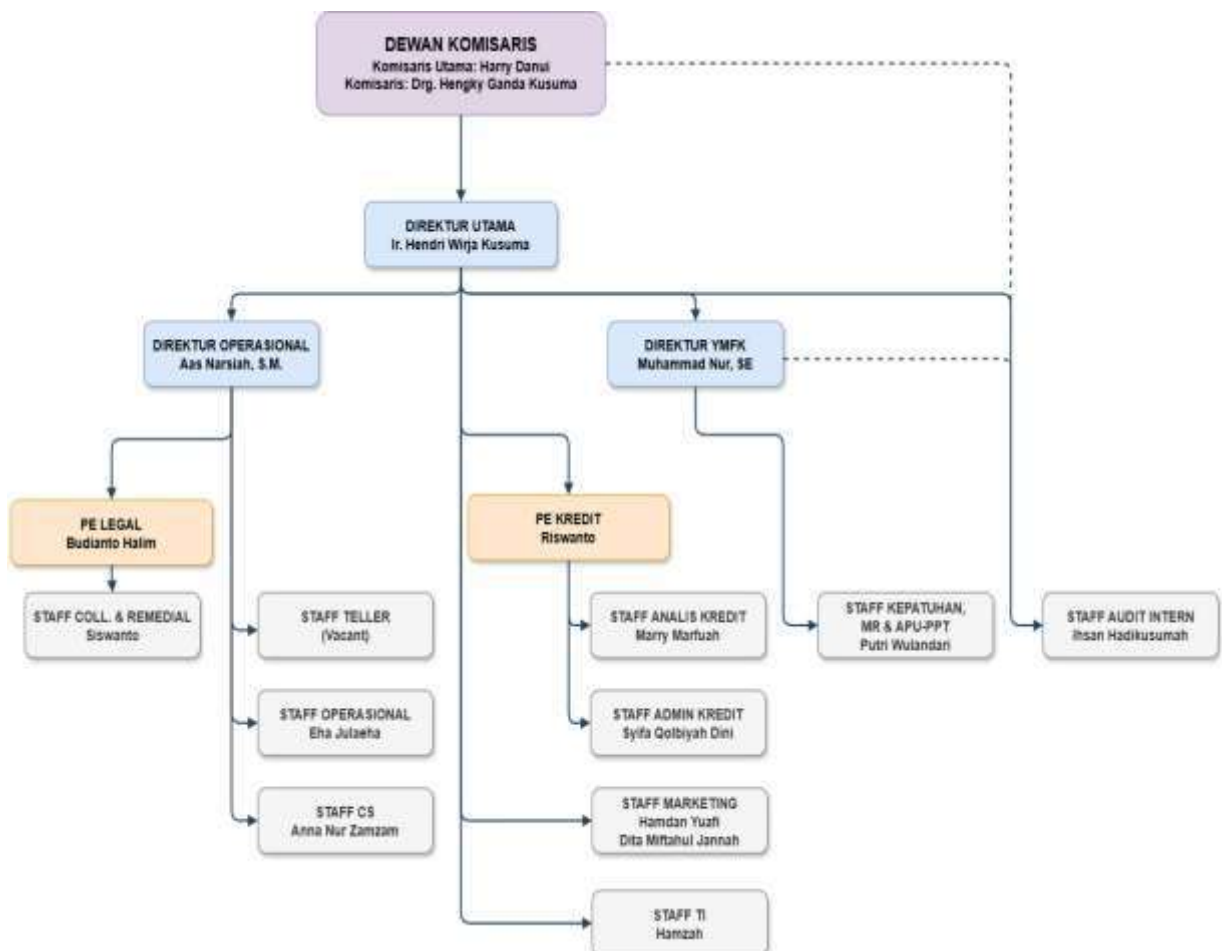 DEWAN KOMISARIS
Komisaris Utama: Harry Danui
Komisaris: Drg. Hengky Ganda Kusuma
DIREKTUR UTAMA
Ir. Hendri Wirja Kusuma
DIREKTUR OPERASIONAL
Aas Narsiah, S.M.
DIREKTUR YMFK
Muhammad Nur, SE
PE LEGAL
Budianto Halim
PE KREDIT
Riswanto
STAFF COLL. & REMEDIAL
Siswanto
STAFF TELLER
(Vacant)
STAFF ANALIS KREDIT
Marry Marfuah
STAFF KEPATUHAN,
MR & APU-PPT
Putri Wulandari
STAFF AUDIT INTERN
Ihsan Hadikusumah
STAFF OPERASIONAL
Eha Julaeha
STAFF ADMIN KREDIT
Syifa Qolbiyah Dini
STAFF CS
Anna Nur Zamzam
STAFF MARKETING
Hamdan Yuafi
Dita Miftahul Jannah
STAFF TI
Hamzah